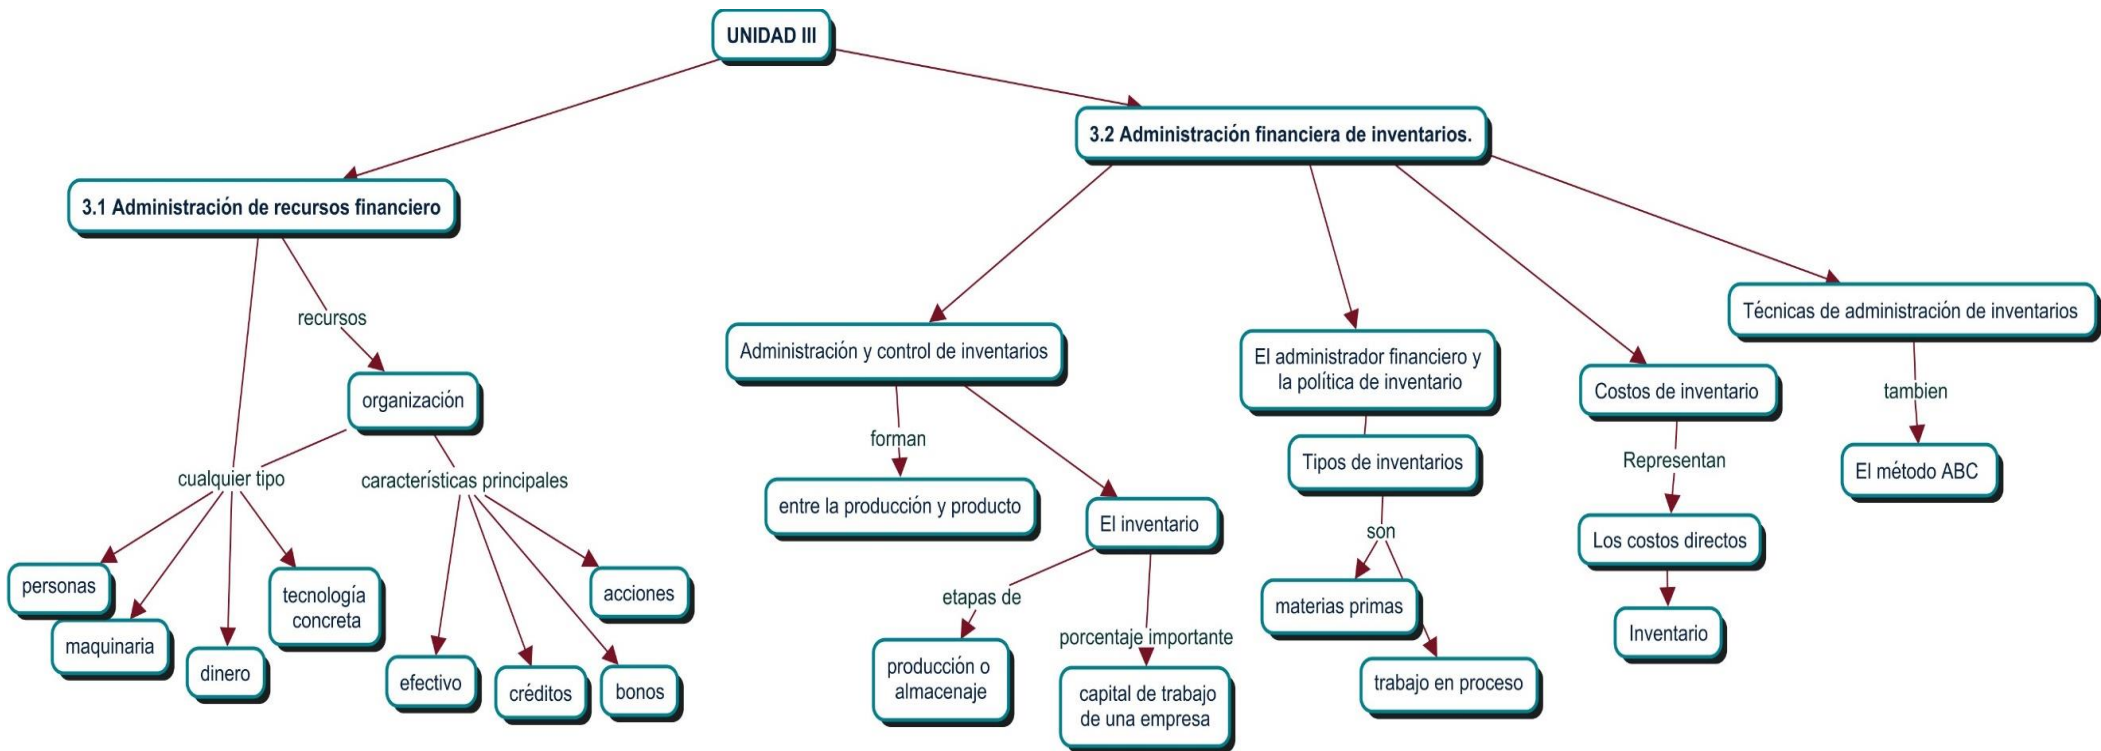 UNIDAD III
3.1 Administración de recursos financiero
recursos
organización
cualquier tipo
características principales
personas
maquinaria
dinero
tecnología
concreta
efectivo
créditos
bonos
acciones
3.2 Administración financiera de inventarios.
Administración y control de inventarios
forman
entre la producción y producto
El inventario
etapas de
producción o
almacenaje
porcentaje importante
capital de trabajo
de una empresa
El administrador financiero y
la política de inventario
Tipos de inventarios
son
materias primas
trabajo en proceso
Costos de inventario
Representan
Los costos directos
Inventario
Técnicas de administración de inventarios
tambien
El método ABC